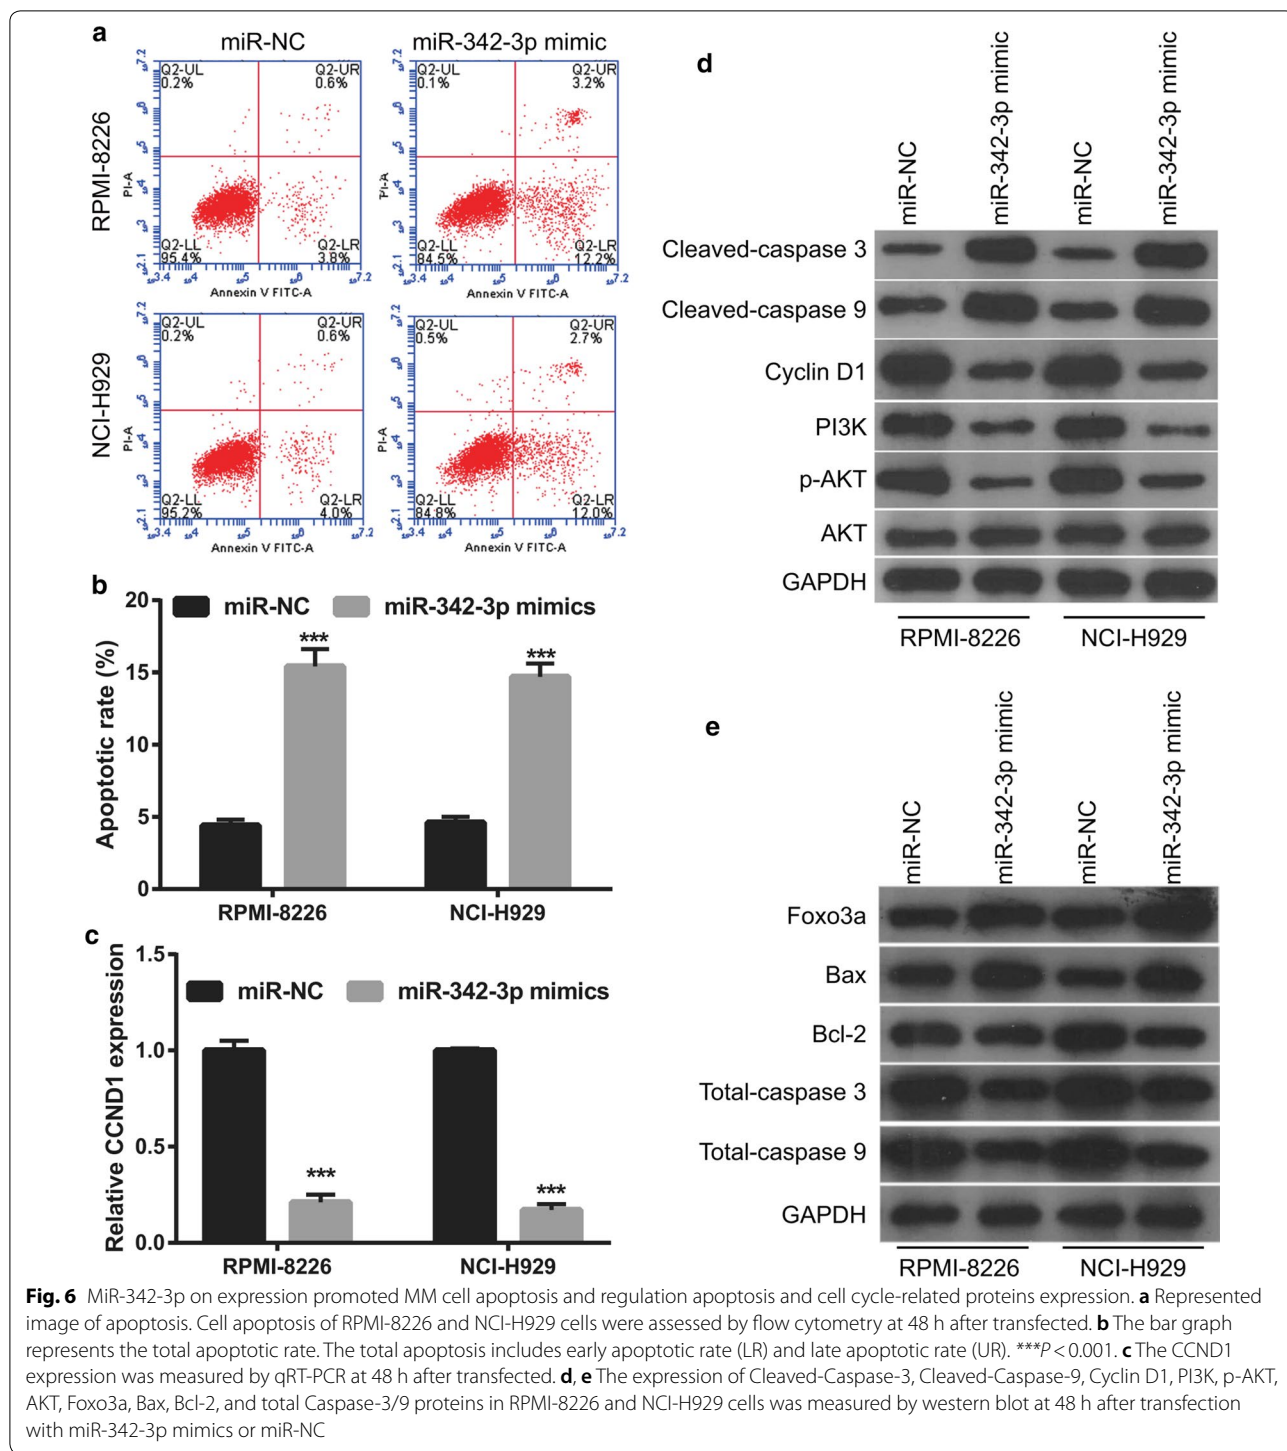 a
miR-NC
miR-342-3p mimic
RPMI-8226
Q2-UL
0.2%
Q2-UR
0.6%
Q2-LL
95.4%
Q2-LR
3.8%
PI-A
Annexin V FITC-A
Q2-UL
0.1%
Q2-UR
3.2%
Q2-LL
84.5%
Q2-LR
12.2%
PI-A
Annexin V FITC-A
NCI-H929
Q2-UL
0.2%
Q2-UR
0.6%
Q2-LL
95.2%
Q2-LR
4.0%
PI-A
Annexin V FITC-A
Q2-UL
0.5%
Q2-UR
2.7%
Q2-LL
84.8%
Q2-LR
12.0%
PI-A
Annexin V FITC-A
b
miR-NC
miR-342-3p mimics
Apoptotic rate (%)
20
15
10
5
0
***
***
RPMI-8226
NCI-H929
c
miR-NC
miR-342-3p mimics
Relative CCND1 expression
1.5
1.0
0.5
0.0
***
***
RPMI-8226
NCI-H929
d
miR-NC
miR-342-3p mimic
miR-NC
miR-342-3p mimic
Cleaved-caspase 3
Cleaved-caspase 9
Cyclin D1
PI3K
p-AKT
AKT
GAPDH
RPMI-8226
NCI-H929
e
miR-NC
miR-342-3p mimic
miR-NC
miR-342-3p mimic
Foxo3a
Bax
Bcl-2
Total-caspase 3
Total-caspase 9
GAPDH
RPMI-8226
NCI-H929
Fig. 6 MiR-342-3p on expression promoted MM cell apoptosis and regulation apoptosis and cell cycle-related proteins expression. a Represented
image of apoptosis. Cell apoptosis of RPMI-8226 and NCI-H929 cells were assessed by flow cytometry at 48 h after transfected. b The bar graph
represents the total apoptotic rate. The total apoptosis includes early apoptotic rate (LR) and late apoptotic rate (UR). ***P < 0.001. c The CCND1
expression was measured by qRT-PCR at 48 h after transfected. d, e The expression of Cleaved-Caspase-3, Cleaved-Caspase-9, Cyclin D1, PI3K, p-AKT,
AKT, Foxo3a, Bax, Bcl-2, and total Caspase-3/9 proteins in RPMI-8226 and NCI-H929 cells was measured by western blot at 48 h after transfection
with miR-342-3p mimics or miR-NC